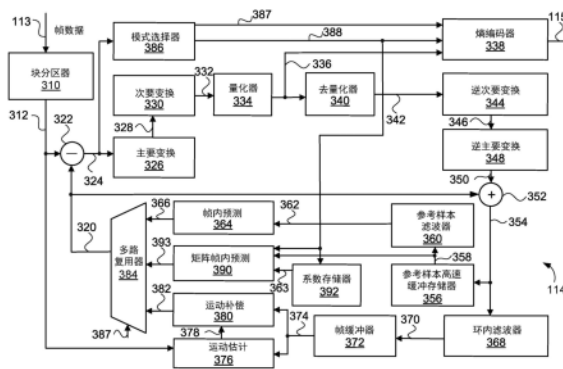 113
帧数据
387
388
115
块分区器
310
模式选择器
386
熵编码器
338
312
322
324
次要变换
330
332
量化器
334
336
去量化器
340
342
逆次要变换
344
328
346
主要变换
326
逆主要变换
348
350
352
354
320
366
帧内预测
364
362
参考样本
滤波器
360
多路
复用器
384
393
矩阵帧内预测
390
363
系数存储器
392
358
参考样本高速
缓冲存储器
356
114
382
运动补偿
380
378
374
387
运动估计
376
帧缓冲器
372
370
环内滤波器
368